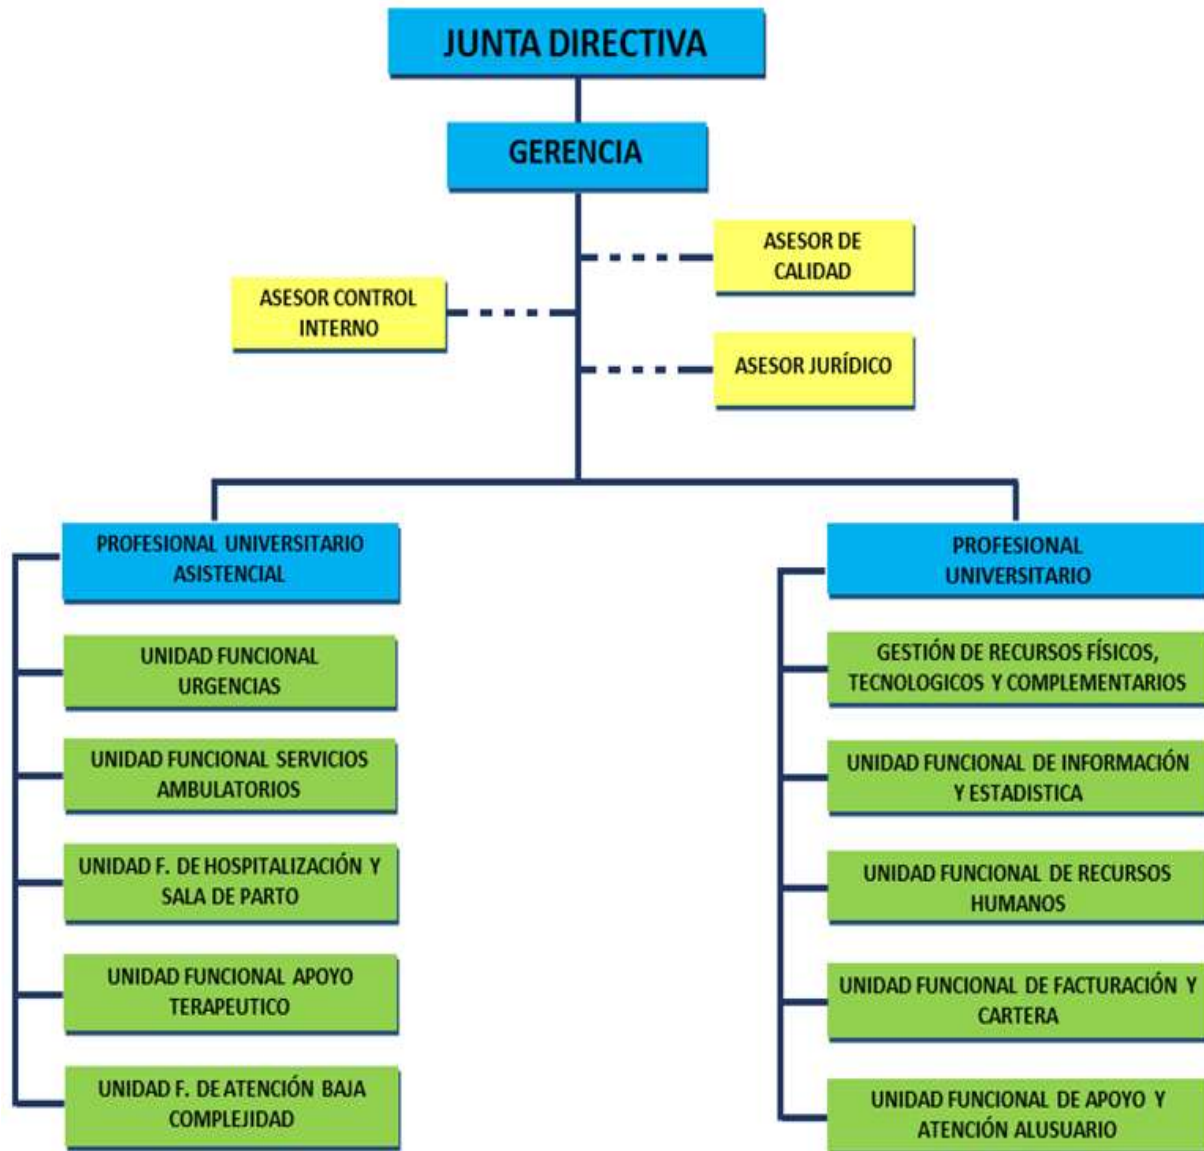 JUNTA DIRECTIVA
GERENCIA
ASESOR DE
CALIDAD
ASESOR CONTROL
INTERNO
ASESOR JURÍDICO
PROFESIONAL UNIVERSITARIO
ASISTENCIAL
UNIDAD FUNCIONAL
URGENCIAS
UNIDAD FUNCIONAL SERVICIOS
AMBULATORIOS
UNIDAD F. DE HOSPITALIZACIÓN Y
SALA DE PARTO
UNIDAD FUNCIONAL APOYO
TERAPEUTICO
UNIDAD F. DE ATENCIÓN BAJA
COMPLEJIDAD
PROFESIONAL
UNIVERSITARIO
GESTIÓN DE RECURSOS FÍSICOS,
TECNOLOGICOS Y COMPLEMENTARIOS
UNIDAD FUNCIONAL DE INFORMACIÓN
Y ESTADISTICA
UNIDAD FUNCIONAL DE RECURSOS
HUMANOS
UNIDAD FUNCIONAL DE FACTURACIÓN Y
CARTERA
UNIDAD FUNCIONAL DE APOYO Y
ATENCIÓN ALUSUARIO